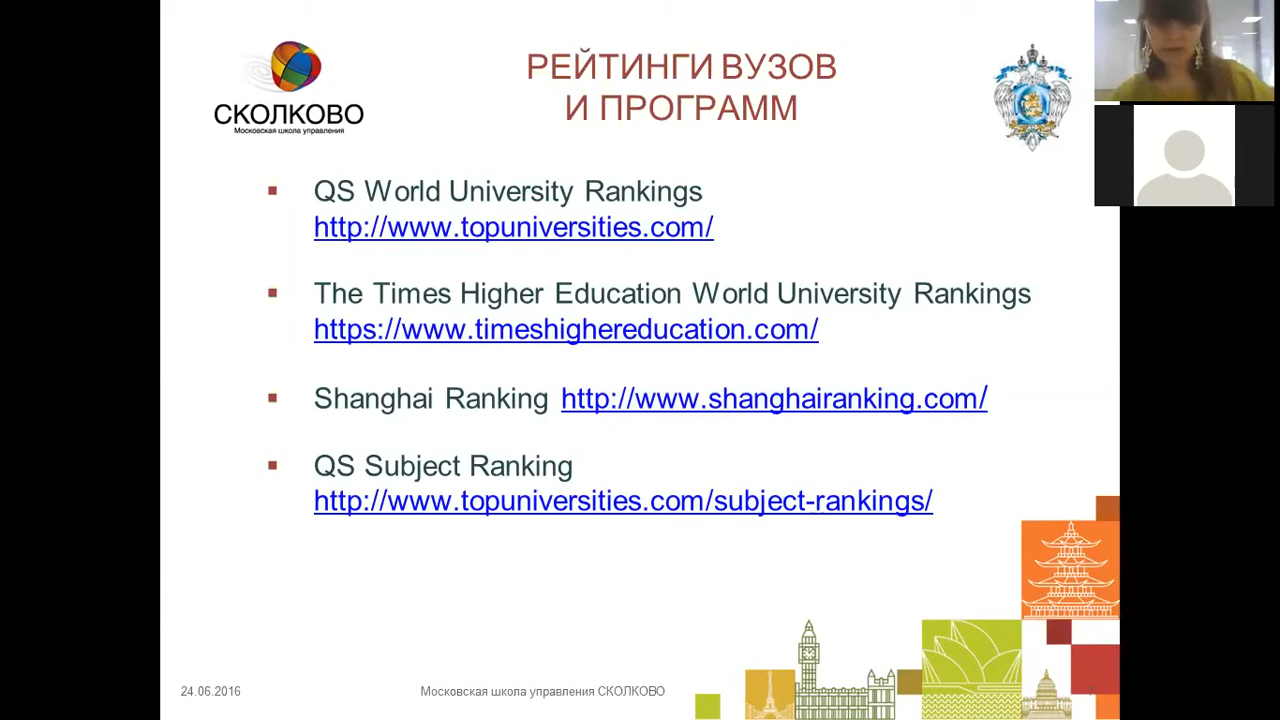 СКОЛКОВО
Московская школа управления
РЕЙТИНГИ ВУЗОВ
И ПРОГРАММ
QS World University Rankings
http://www.topuniversities.com/
The Times Higher Education World University Rankings
https://www.timeshighereducation.com/
Shanghai Ranking http://www.shanghairanking.com/
QS Subject Ranking
http://www.topuniversities.com/subject-rankings/
24.06.2016
Московская школа управления СКОЛКОВО